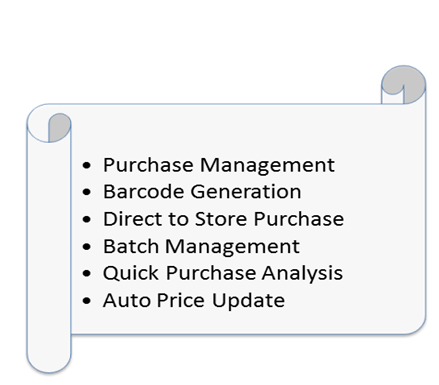 • Purchase Management
• Barcode Generation
• Direct to Store Purchase
• Batch Management
• Quick Purchase Analysis
• Auto Price Update